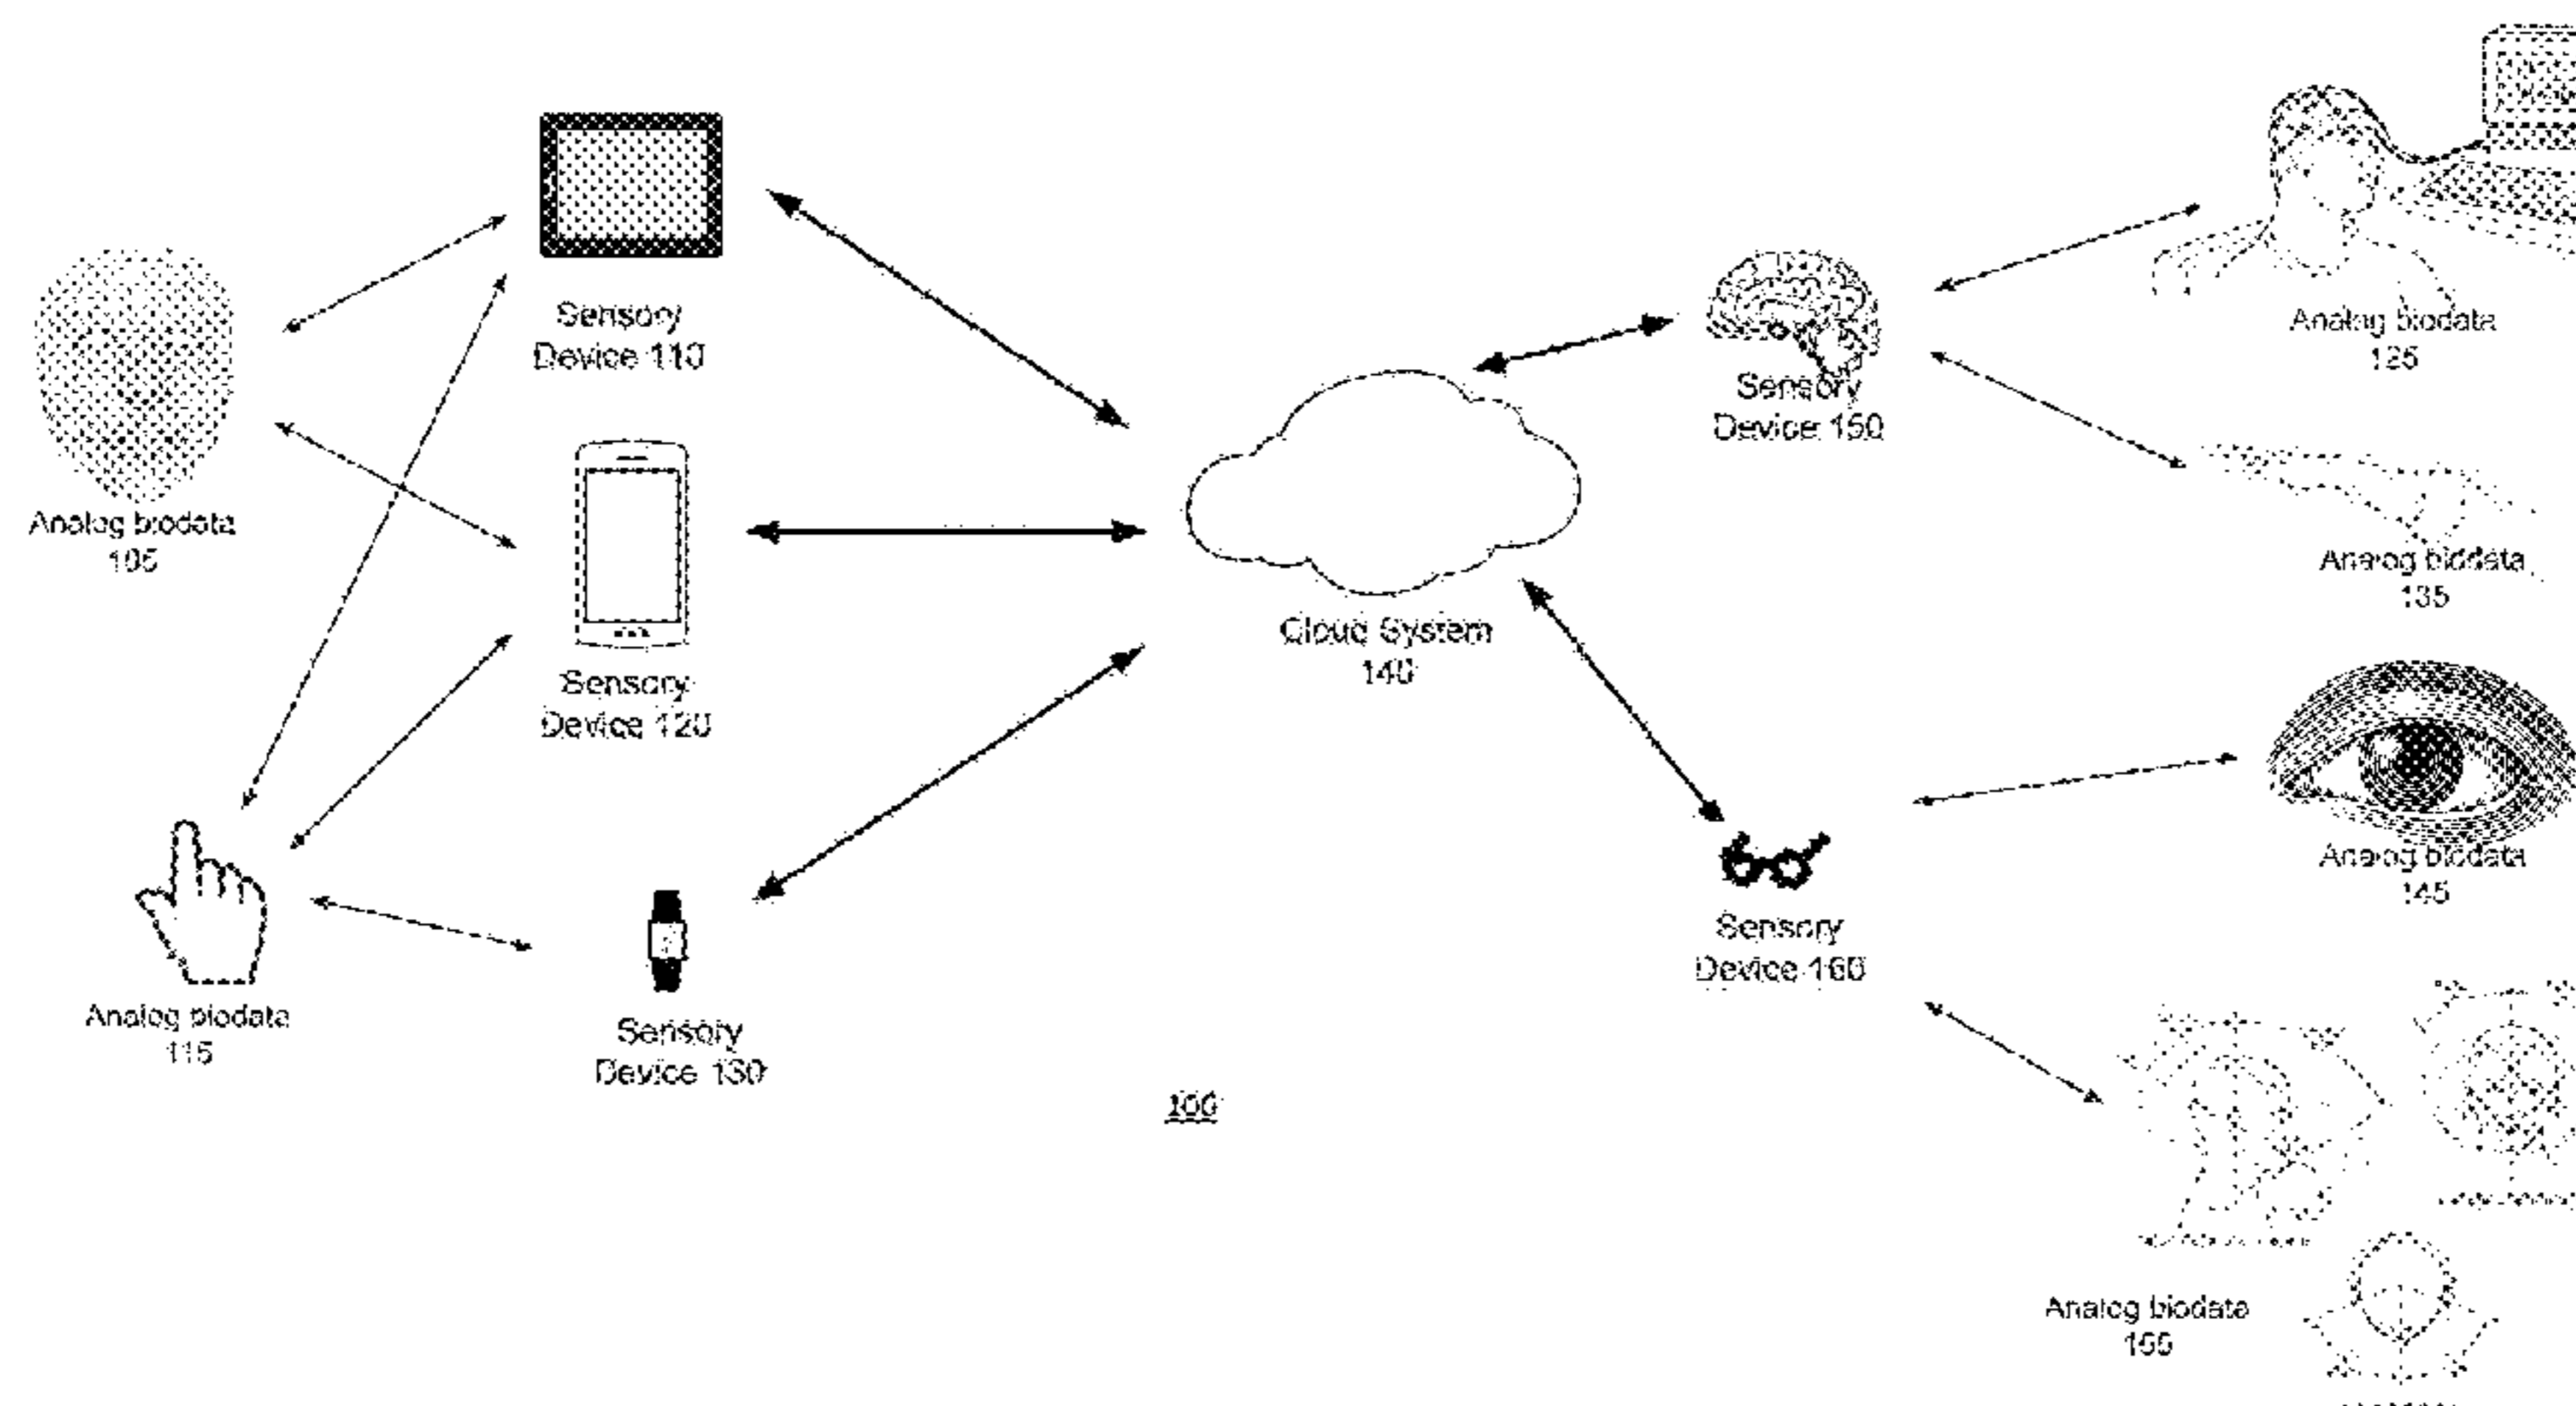 Sensory
Device 110
Analog biodata
105
Sensory
Device 120
Analog biodata
115
Sensory
Device 130
Cloud System
140
100
Sensory
Device 150
Sensory
Device 160
Analog biodata
125
Analog biodata
135
Analog biodata
145
Analog biodata
155